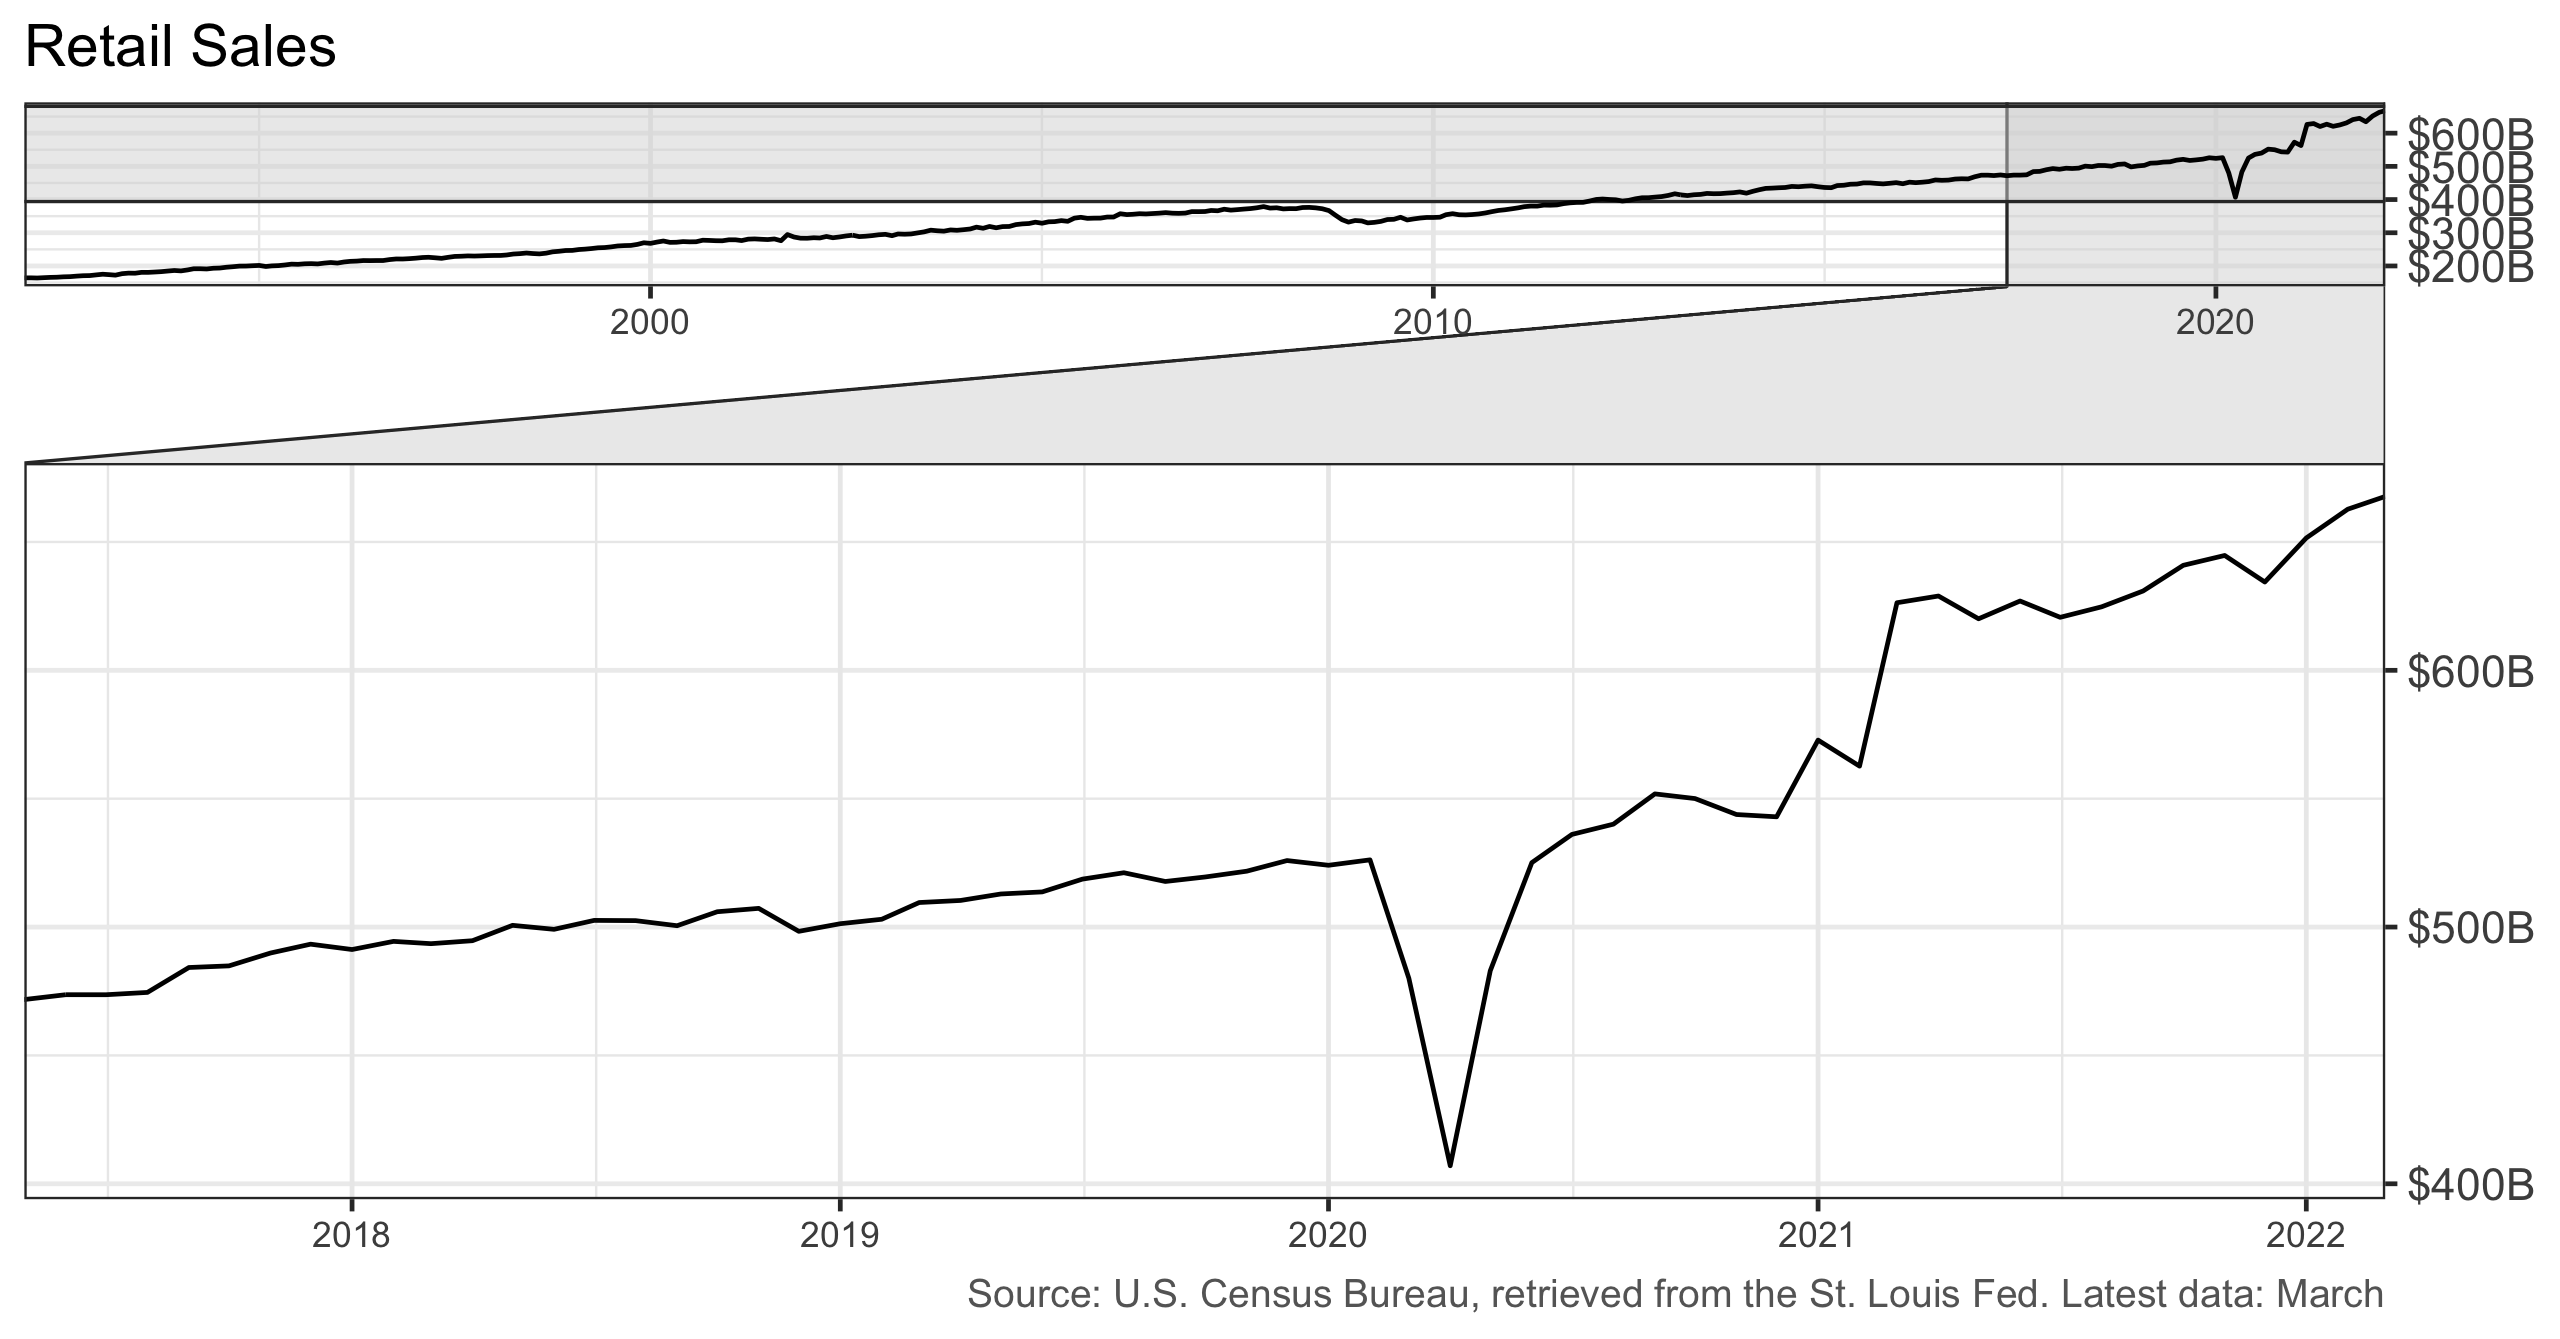 Retail Sales
$600B
$500B
$400B
$300B
$200B
2000 2010 2020
$600B
$500B
$400B
2018 2019 2020 2021 2022
Source: U.S. Census Bureau, retrieved from the St. Louis Fed. Latest data: March